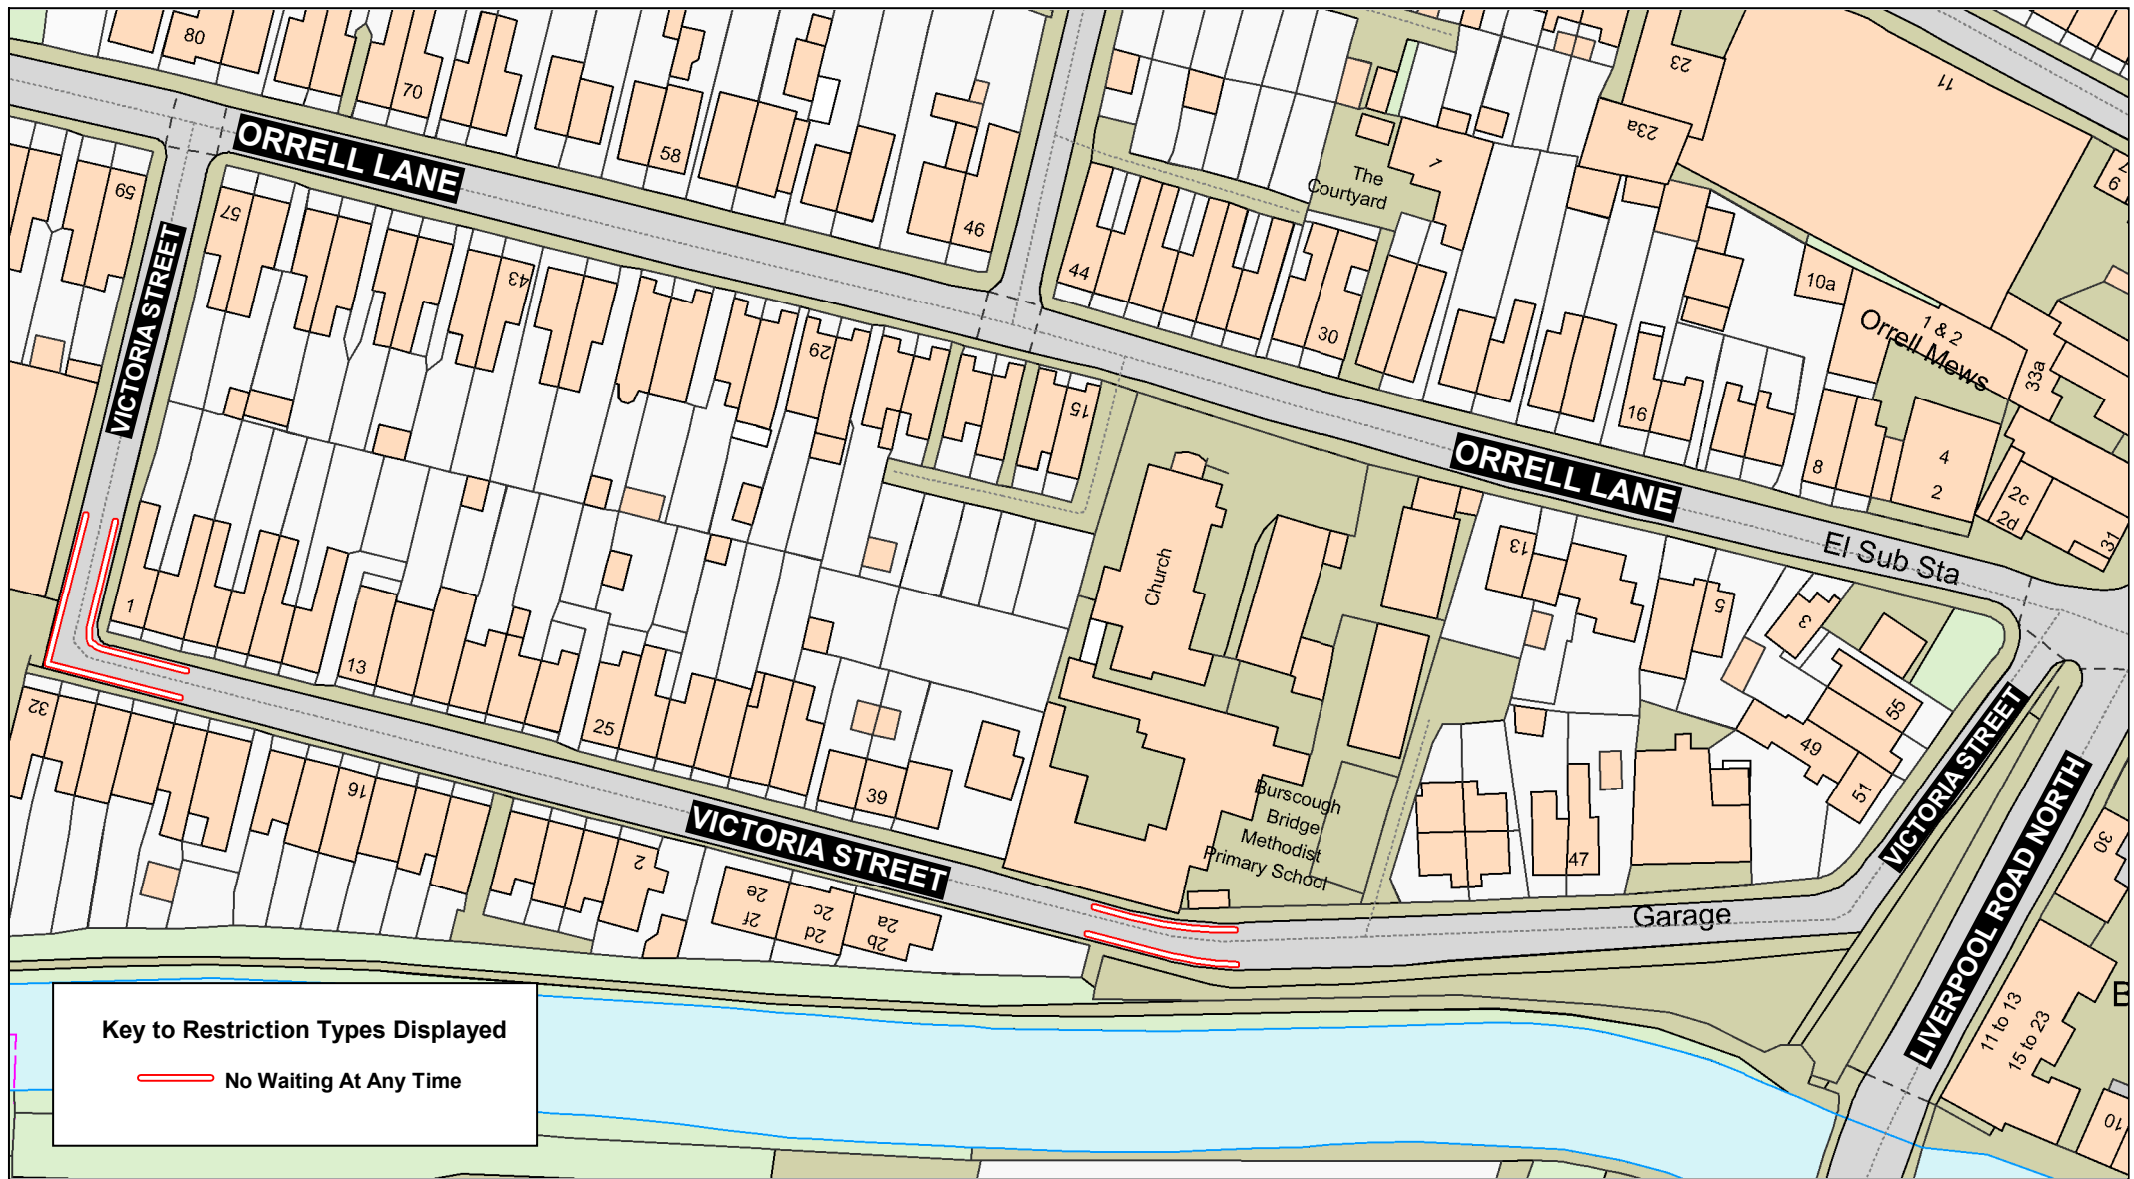 80
70
58
46
ORRELL LANE
59
57
43
29
15
VICTORIA STREET
44
30
The
Courtyard
1
23
23a
11
9
7
10a
1 & 2
Orrell Mews
33a
16
8
4
2
2c
2d
31
ORRELL LANE
El Sub Sta
Church
13
5
3
55
49
51
47
1
13
25
39
32
16
2
2e
2f
2c
2d
2a
2b
VICTORIA STREET
Burscough
Bridge
Methodist
Primary School
Garage
VICTORIA STREET
LIVERPOOL ROAD NORTH
30
11 to 13
15 to 23
10
B
Key to Restriction Types Displayed
No Waiting At Any Time